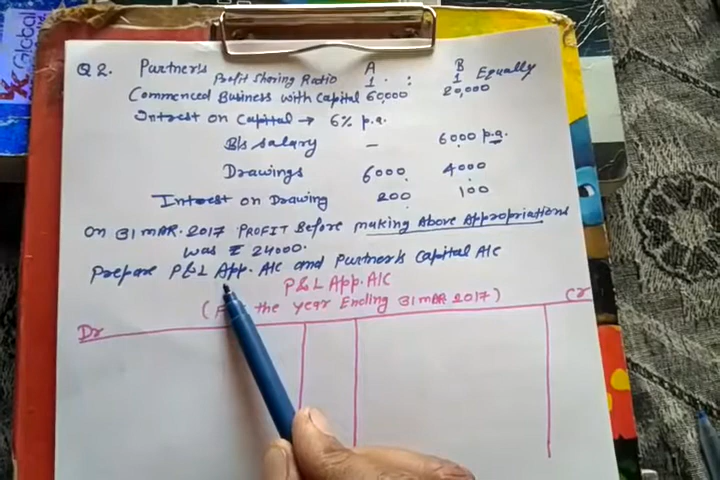 Global
Q2. Partner's A B
Profit Sharing Ratio 1 : 1 Equally
Commenced Business with Capital 60,000 20,000
Interest on Capital → 6% p.a.
B's salary — 6000 p.a.
Drawings 6000 4000
Interest on Drawing 200 100
On 31 MAR. 2017 PROFIT Before making Above Appropriations
was ₹ 24000.
Prepare P&L App. A/c and Partner's Capital A/c
P&L App. A/c
the Year Ending 31 MAR 2017)
Dr Cr